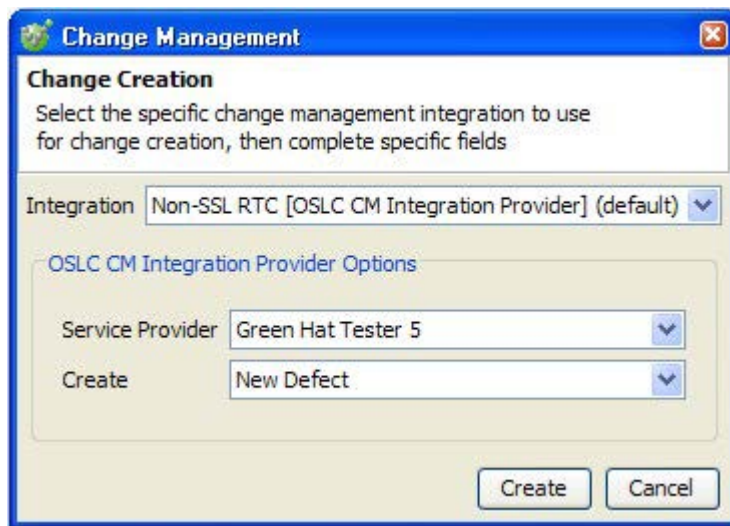 Change Management
Change Creation
Select the specific change management integration to use
for change creation, then complete specific fields
Integration Non-SSL RTC [OSLC CM Integration Provider] (default)
OSLC CM Integration Provider Options
Service Provider Green Hat Tester 5
Create New Defect
Create Cancel